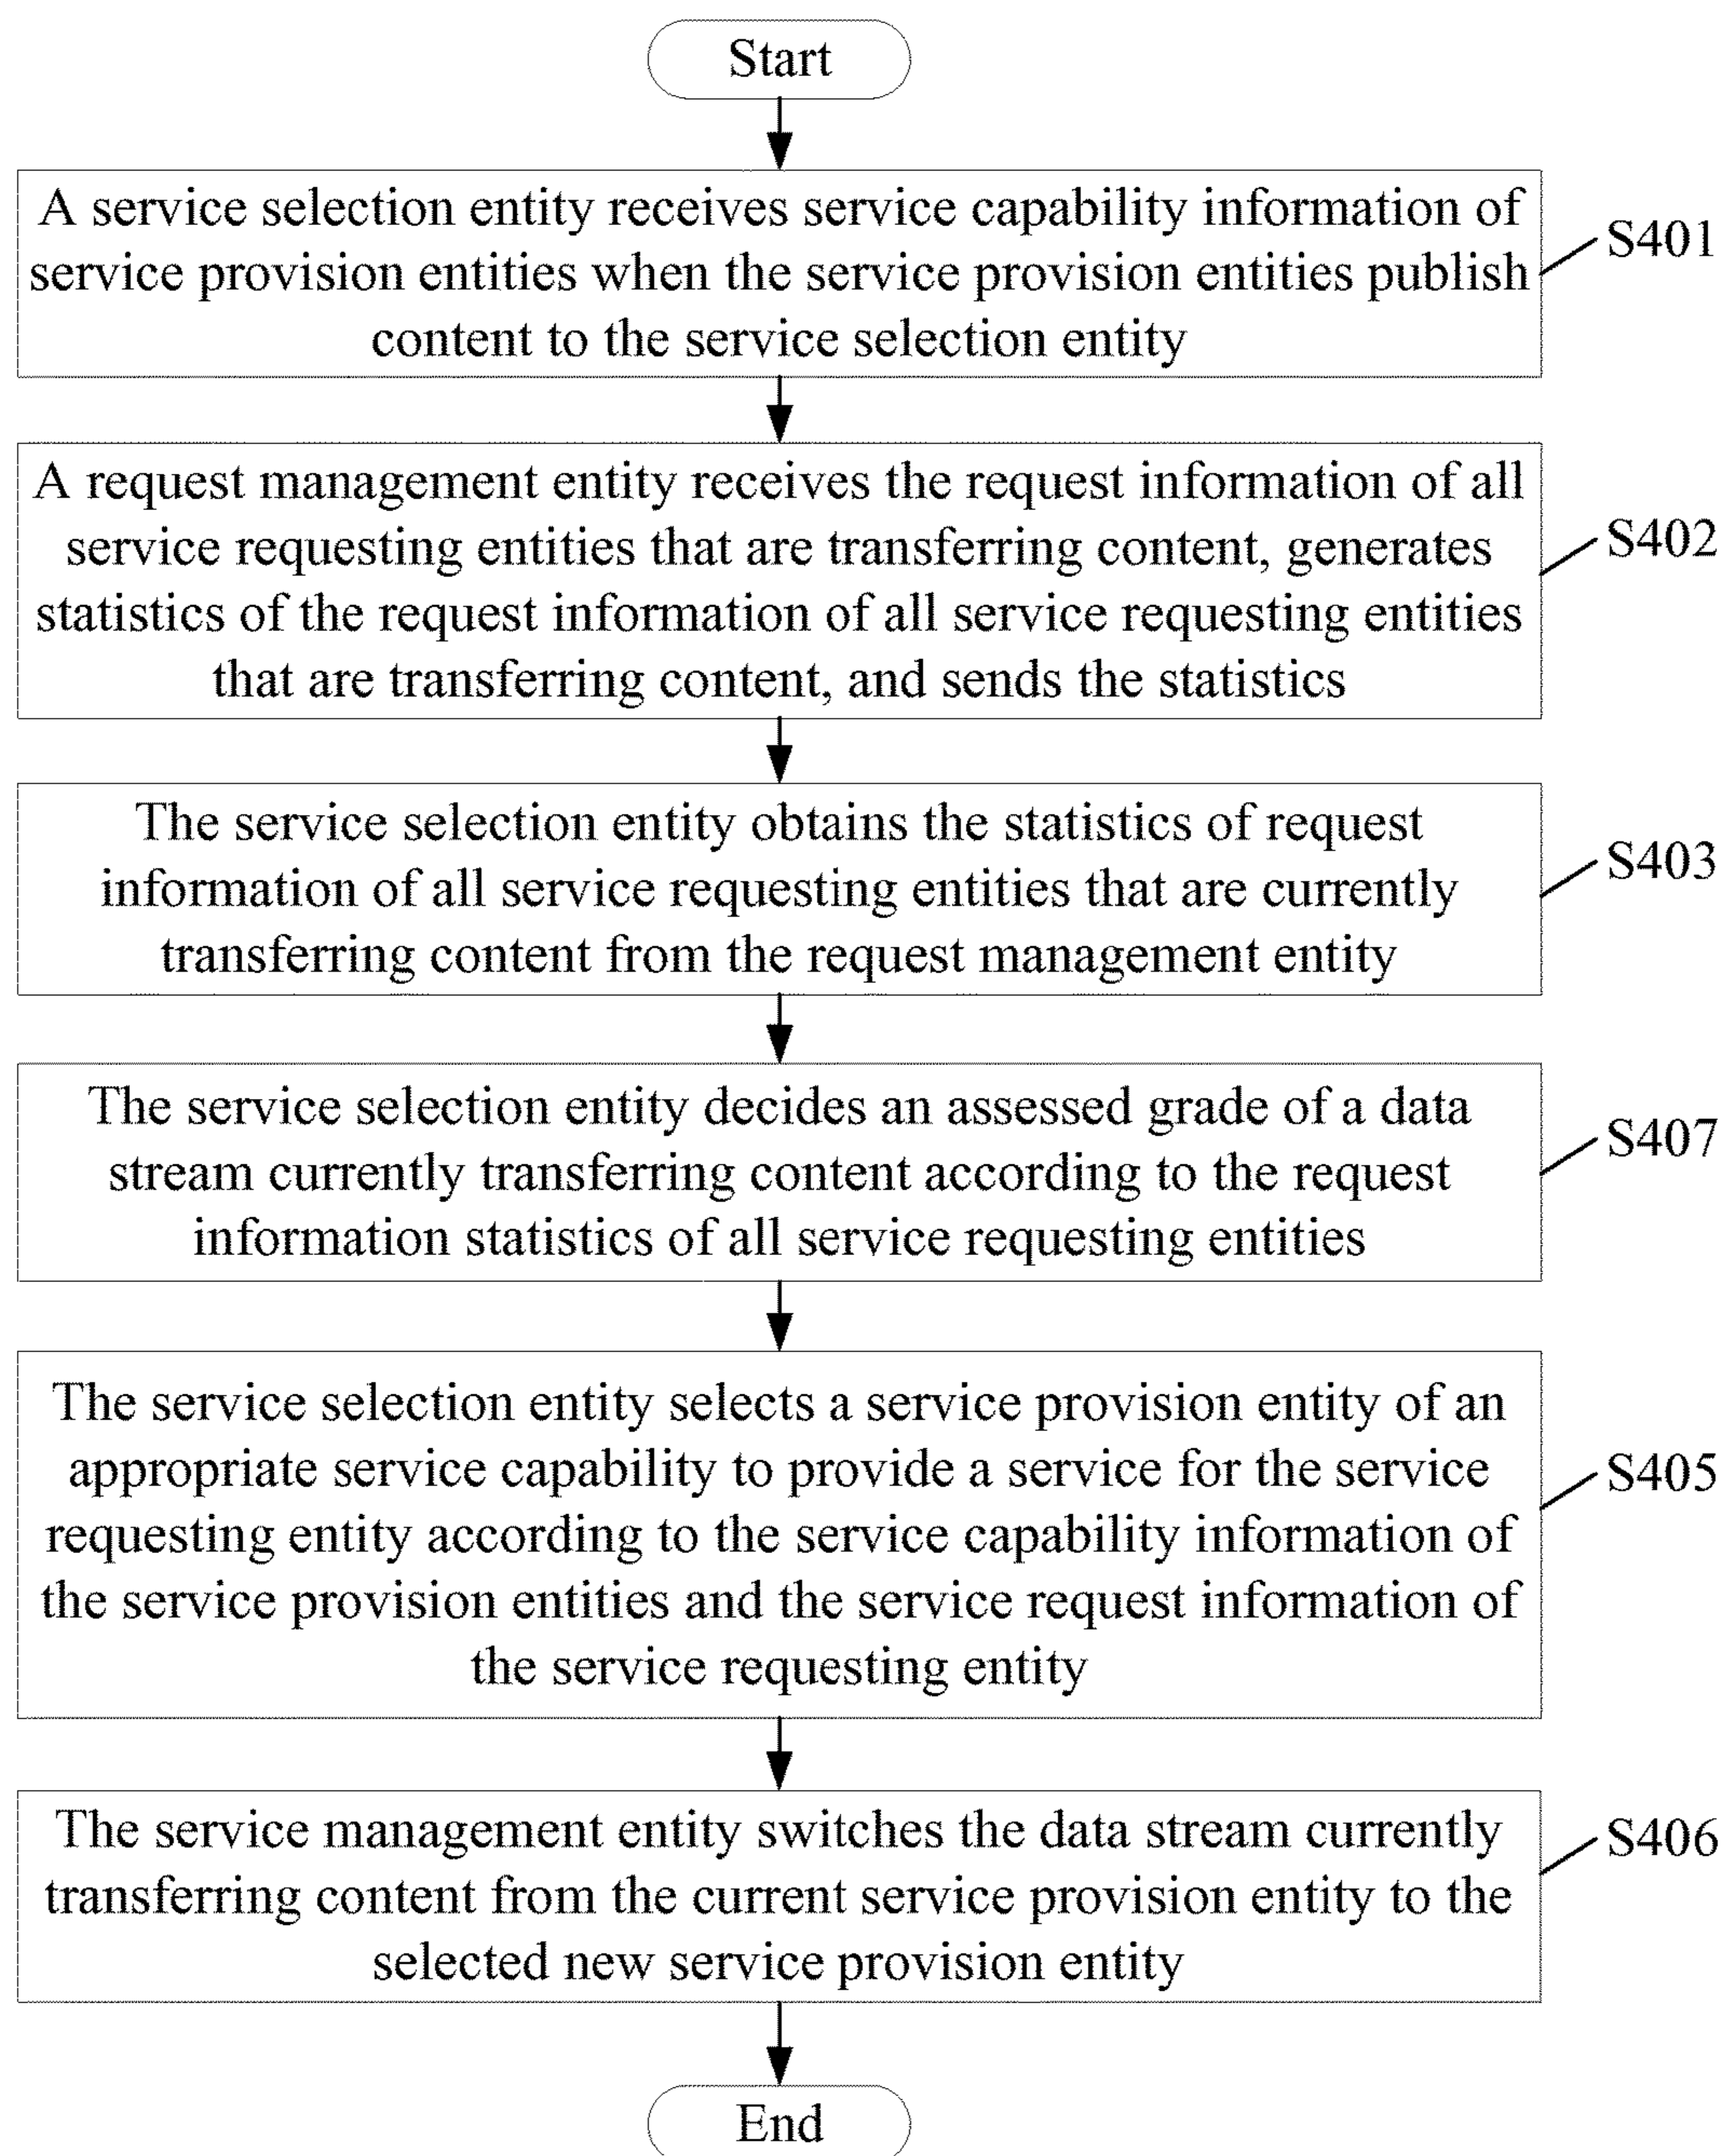 Start
A service selection entity receives service capability information of
service provision entities when the service provision entities publish
content to the service selection entity
S401
A request management entity receives the request information of all
service requesting entities that are transferring content, generates
statistics of the request information of all service requesting entities
that are transferring content, and sends the statistics
S402
The service selection entity obtains the statistics of request
information of all service requesting entities that are currently
transferring content from the request management entity
S403
The service selection entity decides an assessed grade of a data
stream currently transferring content according to the request
information statistics of all service requesting entities
S407
The service selection entity selects a service provision entity of an
appropriate service capability to provide a service for the service
requesting entity according to the service capability information of
the service provision entities and the service request information of
the service requesting entity
S405
The service management entity switches the data stream currently
transferring content from the current service provision entity to the
selected new service provision entity
S406
End